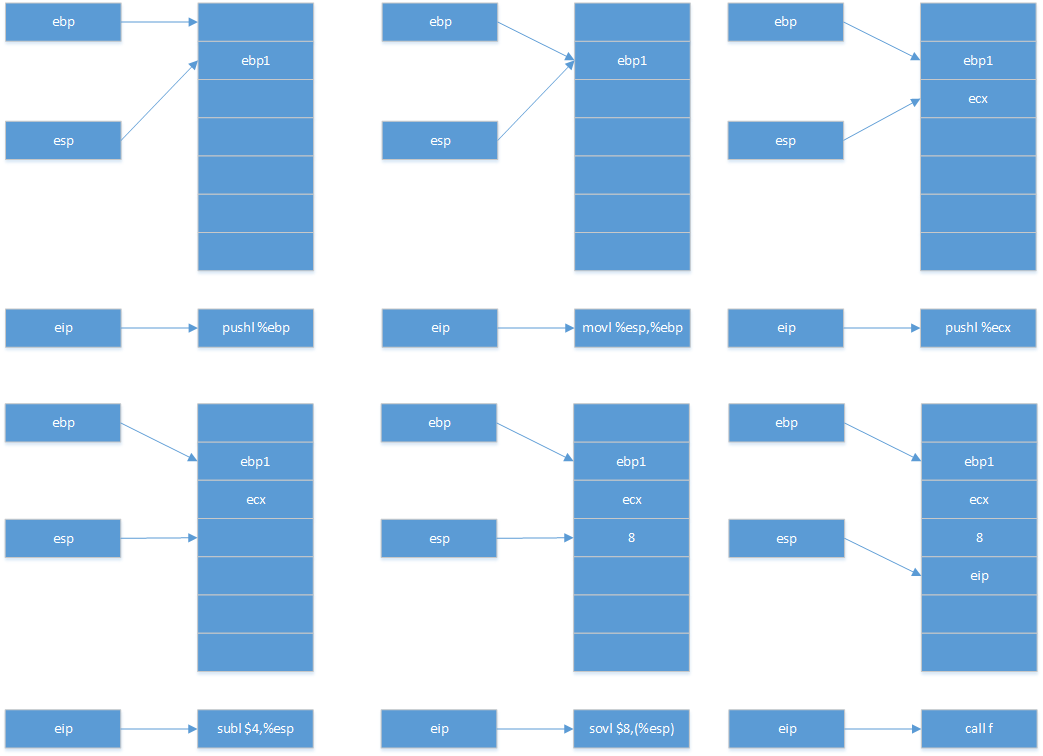 ebp
ebp1
esp
eip
pushl %ebp
ebp
ebp1
esp
eip
movl %esp,%ebp
ebp
ebp1
ecx
esp
eip
pushl %ecx
ebp
ebp1
ecx
esp
eip
subl $4,%esp
ebp
ebp1
ecx
esp
8
eip
sovl $8,(%esp)
ebp
ebp1
ecx
esp
8
eip
eip
call f